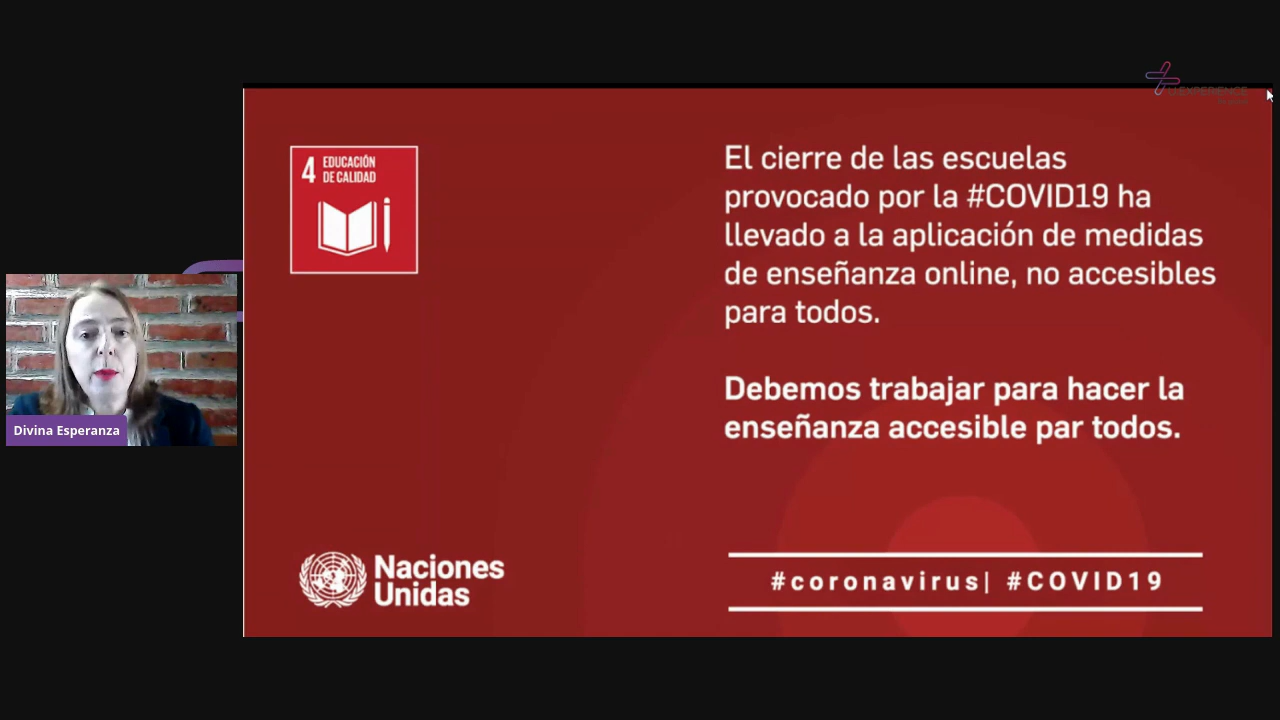 U EXPERIENCE
4 EDUCACIÓN
DE CALIDAD
El cierre de las escuelas
provocado por la #COVID19 ha
llevado a la aplicación de medidas
de enseñanza online, no accesibles
para todos.
Debemos trabajar para hacer la
enseñanza accesible par todos.
Divina Esperanza
Naciones
Unidas
#coronavirus| #COVID19